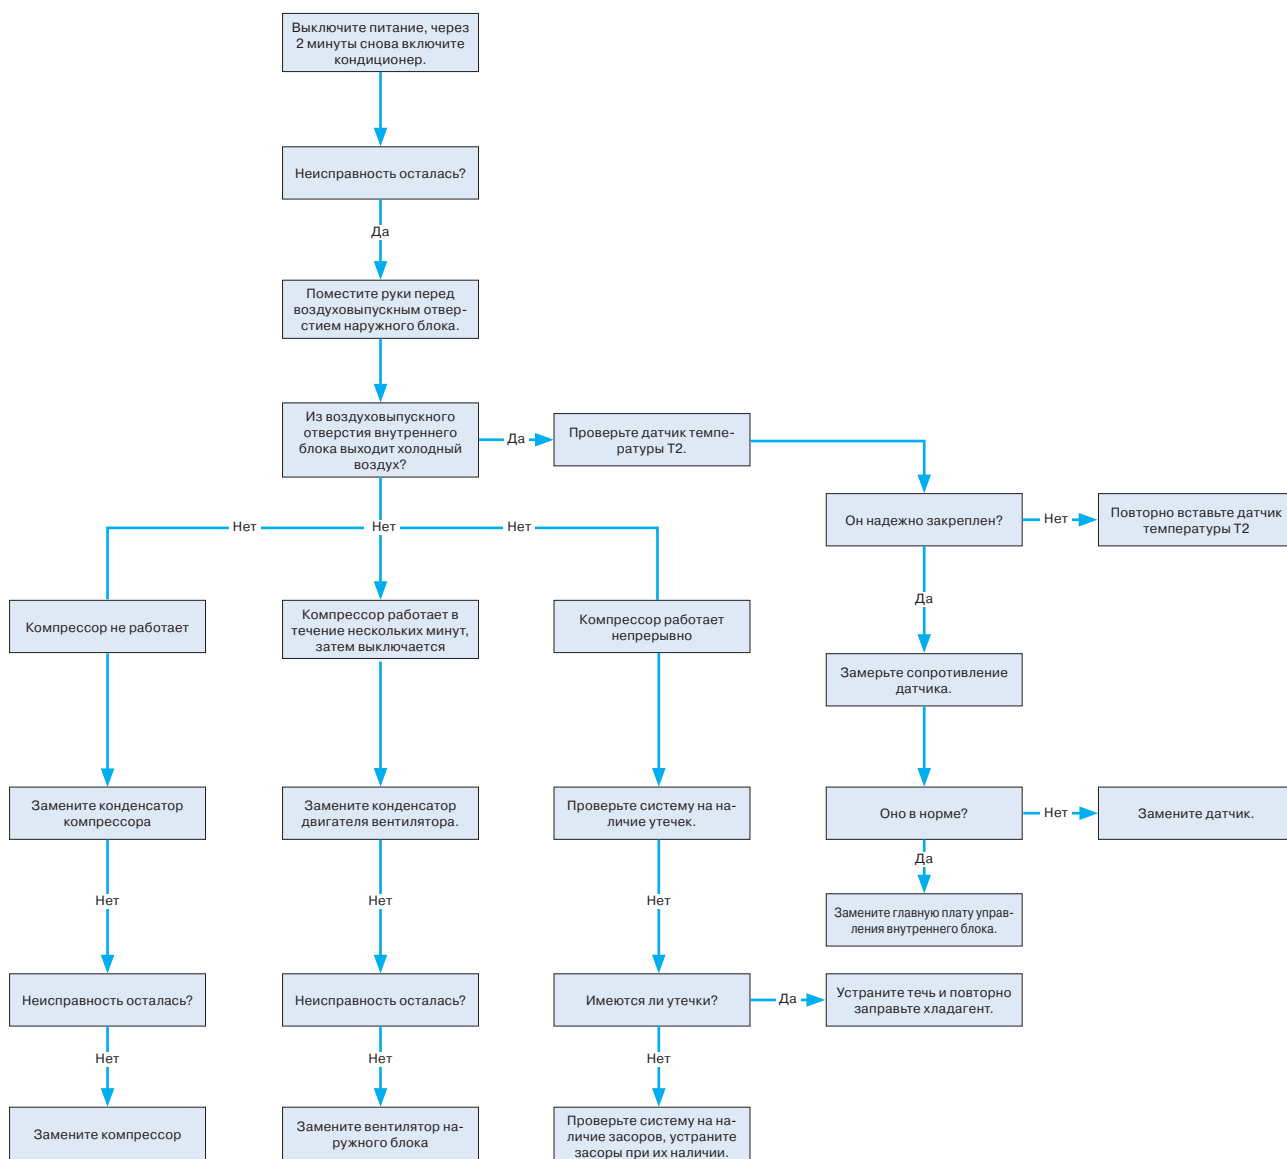 Выключите питание, через
2 минуты снова включите
кондиционер.
Неисправность осталась?
Да
Поместите руки перед
воздуховыпускным отвер-
стием наружного блока.
Из воздуховыпускного
отверстия внутреннего
блока выходит холодный
воздух?
Да
Проверьте датчик темпе-
ратуры Т2.
Он надежно закреплен?
Нет
Повторно вставьте датчик
температуры Т2
Нет
Нет
Нет
Да
Компрессор не работает
Компрессор работает в
течение нескольких минут,
затем выключается
Компрессор работает
непрерывно
Замерьте сопротивление
датчика.
Замените конденсатор
компрессора
Замените конденсатор
двигателя вентилятора.
Проверьте систему на на-
личие утечек.
Оно в норме?
Нет
Замените датчик.
Да
Нет
Нет
Нет
Замените главную плату управ-
ления внутреннего блока.
Неисправность осталась?
Неисправность осталась?
Имеются ли утечки?
Да
Устраните течь и повторно
заправьте хладагент.
Нет
Нет
Нет
Замените компрессор
Замените вентилятор на-
ружного блока
Проверьте систему на на-
личие засоров, устраните
засоры при их наличии.